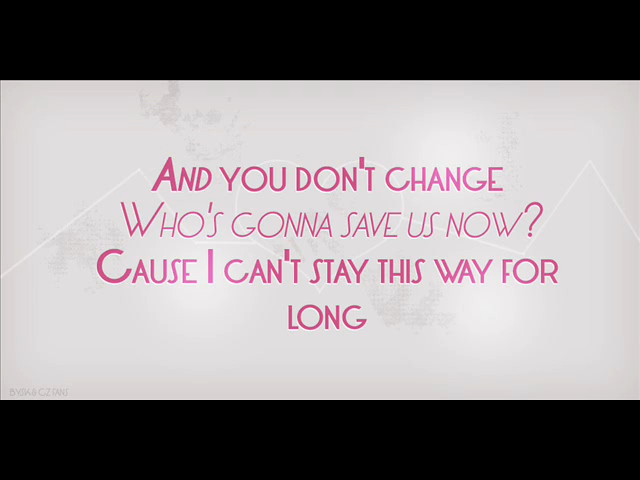 And you don't change
Who's gonna save us now?
Cause I can't stay this way for
long